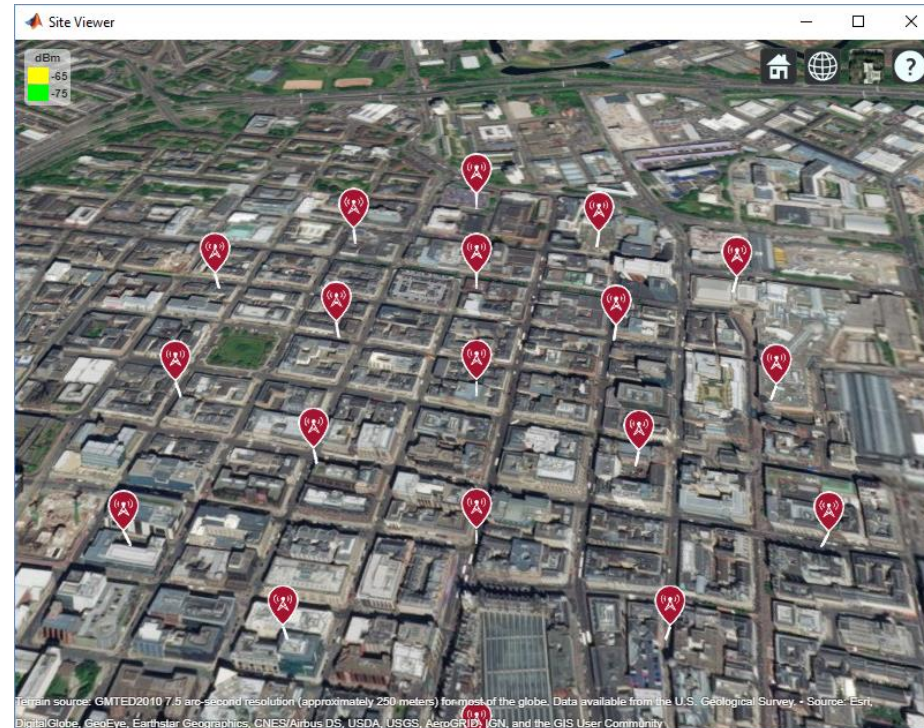 Site Viewer
dBm
-65
-75
?
Terrain source: GMTED2010 7.5 arc-second resolution (approximately 250 meters) for most of the globe. Data available from the U.S. Geological Survey. - Source: Esri,
DigitalGlobe, GeoEye, Earthstar Geographics, CNES/Airbus DS, USDA, USGS, AeroGRID, IGN, and the GIS User Community